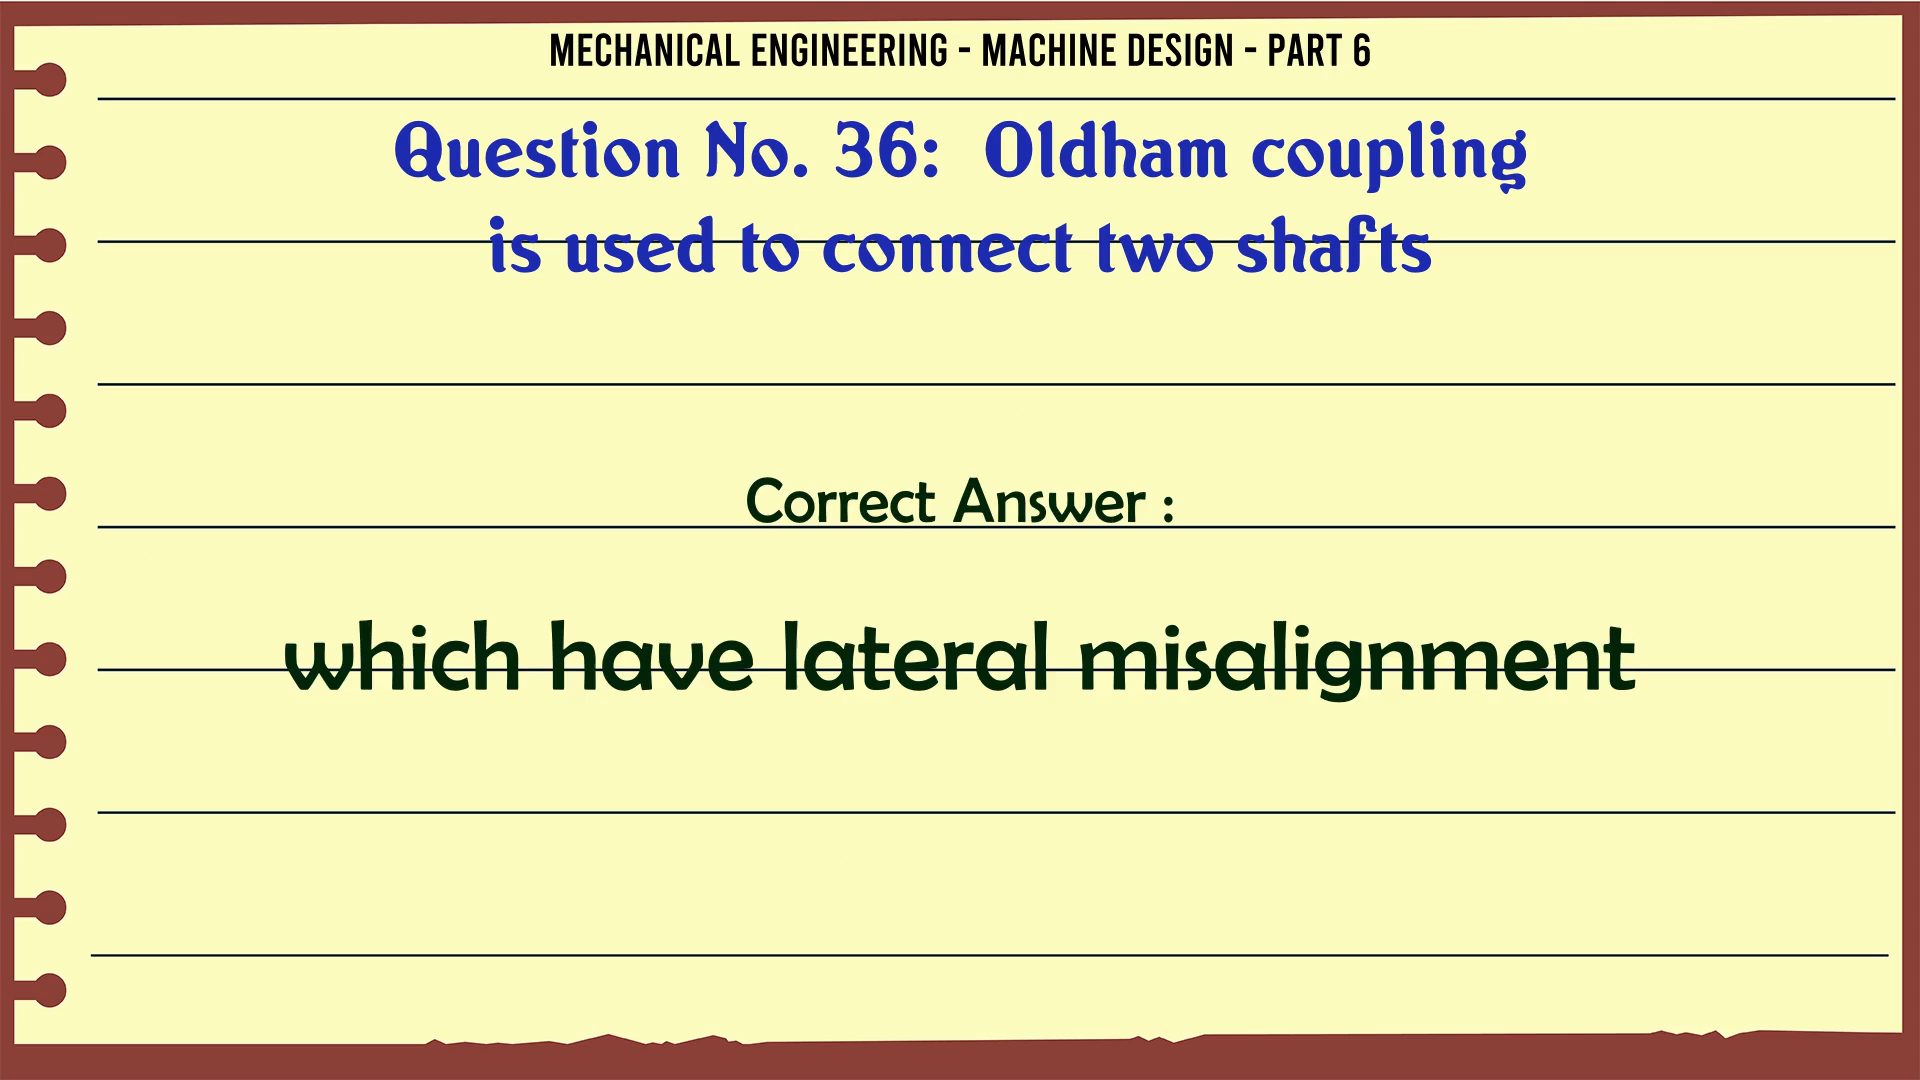 MECHANICAL ENGINEERING - MACHINE DESIGN - PART 6
Question No. 36: Oldham coupling
is used to connect two shafts
Correct Answer :
which have lateral misalignment